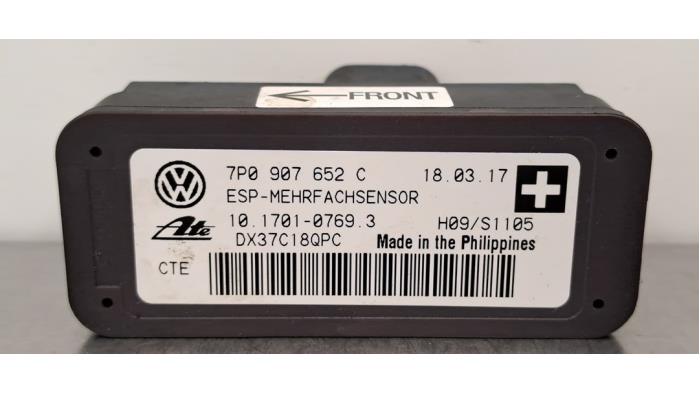 ←FRONT
7P0 907 652 C 18.03.17
ESP-MEHRFACHSENSOR
Ate 10.1701-0769.3 H09/S1105
DX37C18QPC Made in the Philippines
CTE